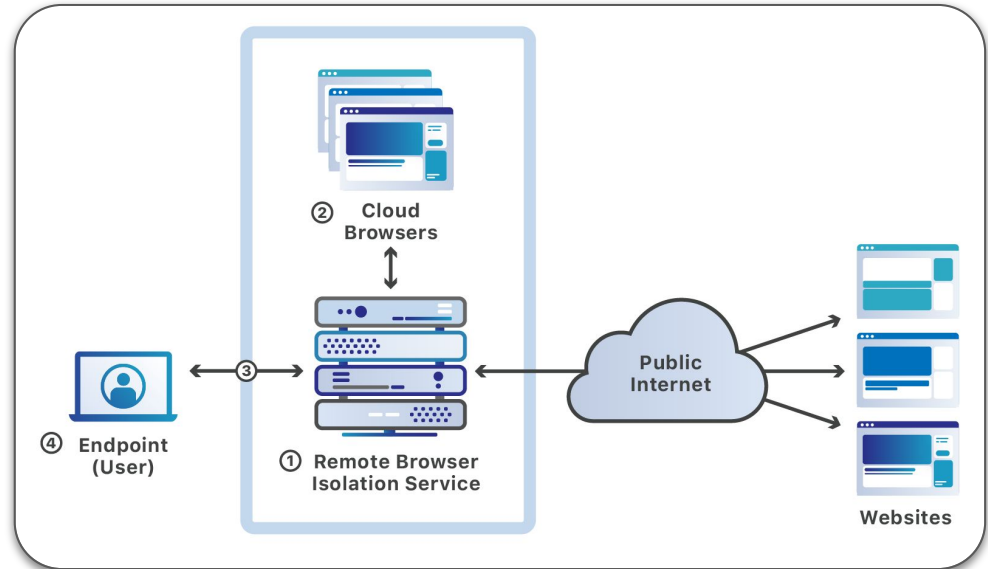 ② Cloud
Browsers
Public
Internet
③
④ Endpoint
(User)
① Remote Browser
Isolation Service
Websites